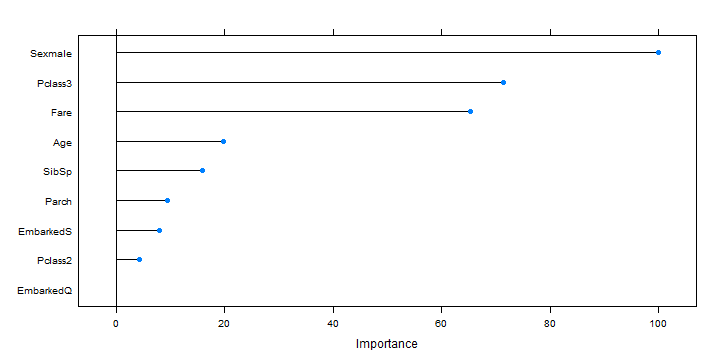 Sexmale
Pclass3
Fare
Age
SibSp
Parch
EmbarkedS
Pclass2
EmbarkedQ
0 20 40 60 80 100
Importance